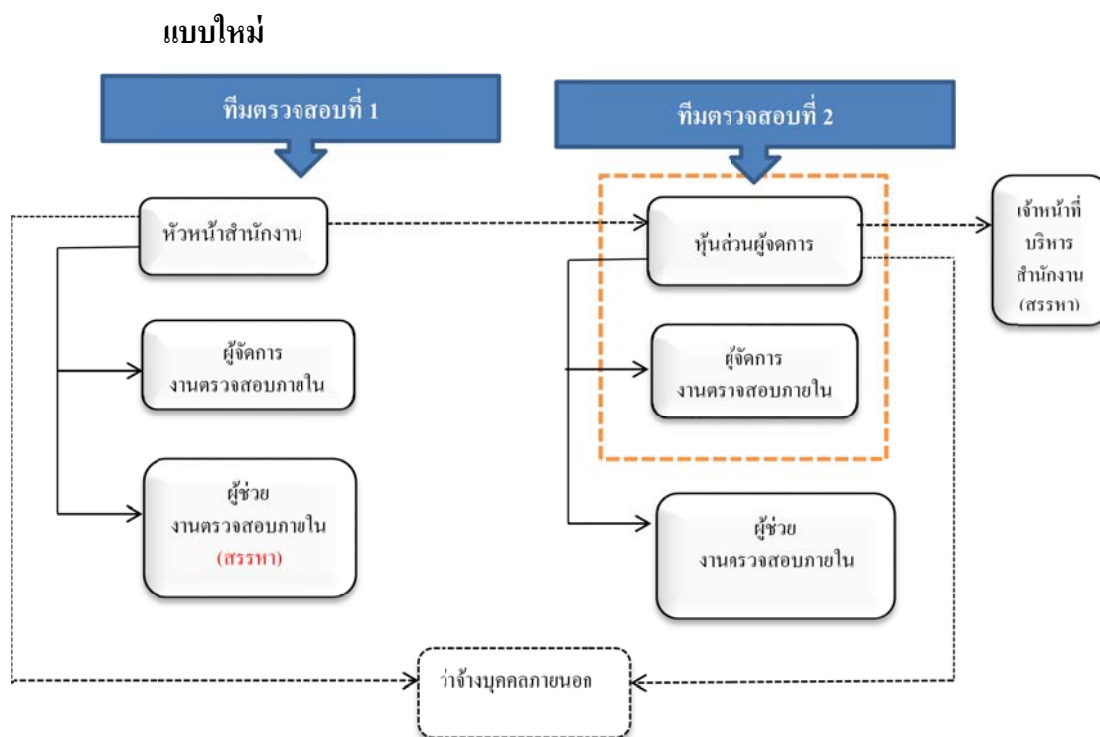 แบบใหม่
ทีมตรวจสอบที่ 1
ทีมตรวจสอบที่ 2
หัวหน้าสำนักงาน
หุ้นส่วนผู้จัดการ
เจ้าหน้าที่
บริหาร
สำนักงาน
(สรรหา)
ผู้จัดการ
งานตรวจสอบภายใน
ผู้จัดการ
งานตรวจสอบภายใน
ผู้ช่วย
งานตรวจสอบภายใน
(สรรหา)
ผู้ช่วย
งานตรวจสอบภายใน
ว่าจ้างบุคคลภายนอก